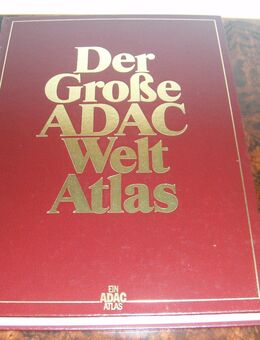 Der
Große
ADAC
Welt
Atlas
EIN
ADAC
ATLAS